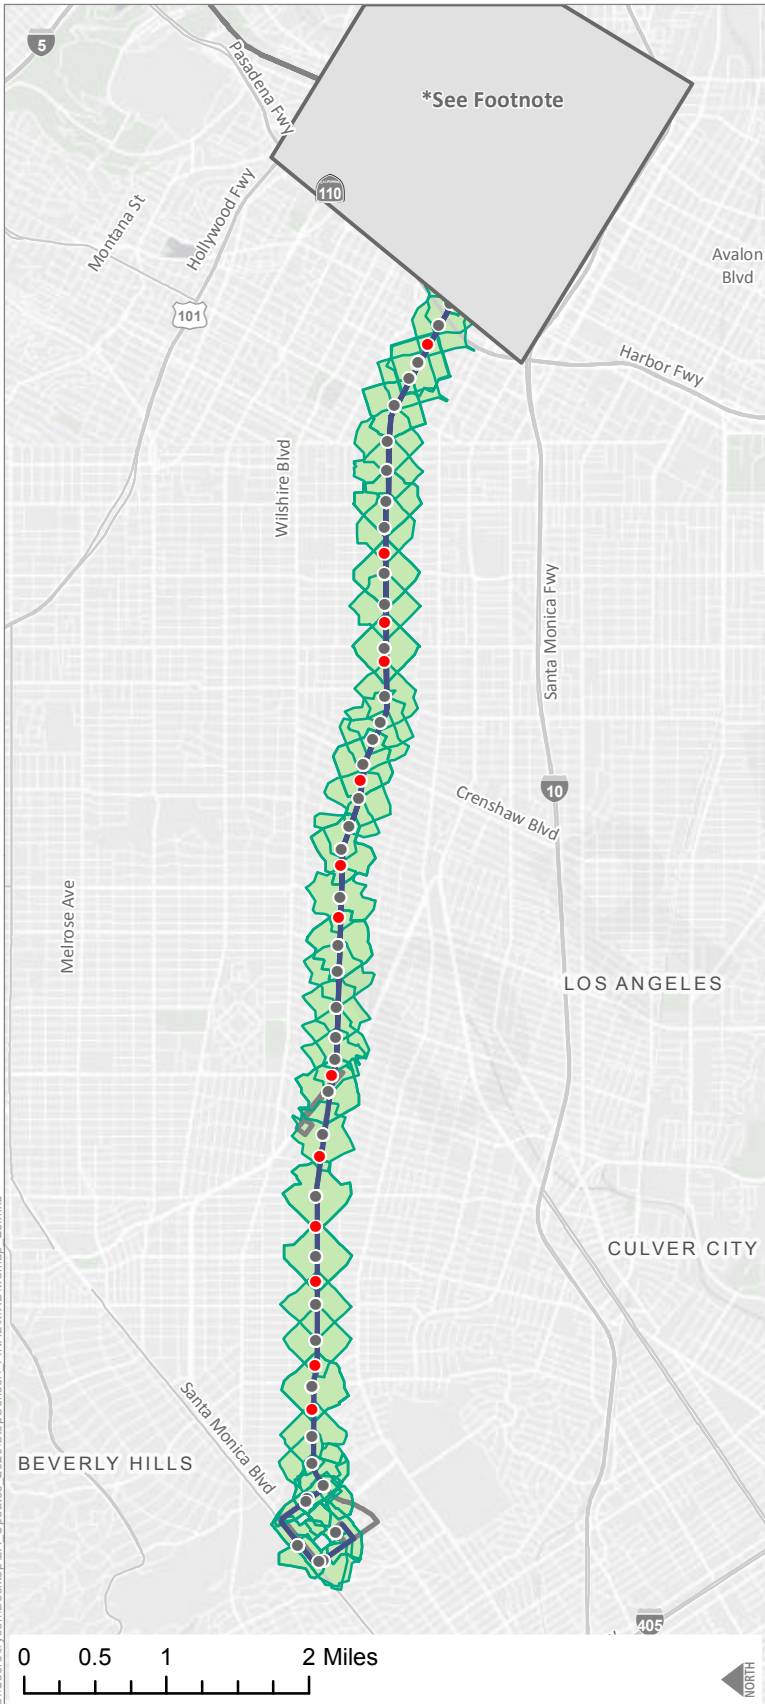 5
Pasadena Fwy
*See Footnote
CALIFORNIA
110
Montana St
Hollywood Fwy
Avalon
Blvd
101
Harbor Fwy
Wilshire Blvd
Santa Monica Fwy
10
Crenshaw Blvd
Melrose Ave
LOS ANGELES
CULVER CITY
Santa Monica Blvd
BEVERLY HILLS
405
0 0.5 1 2 Miles
NORTH